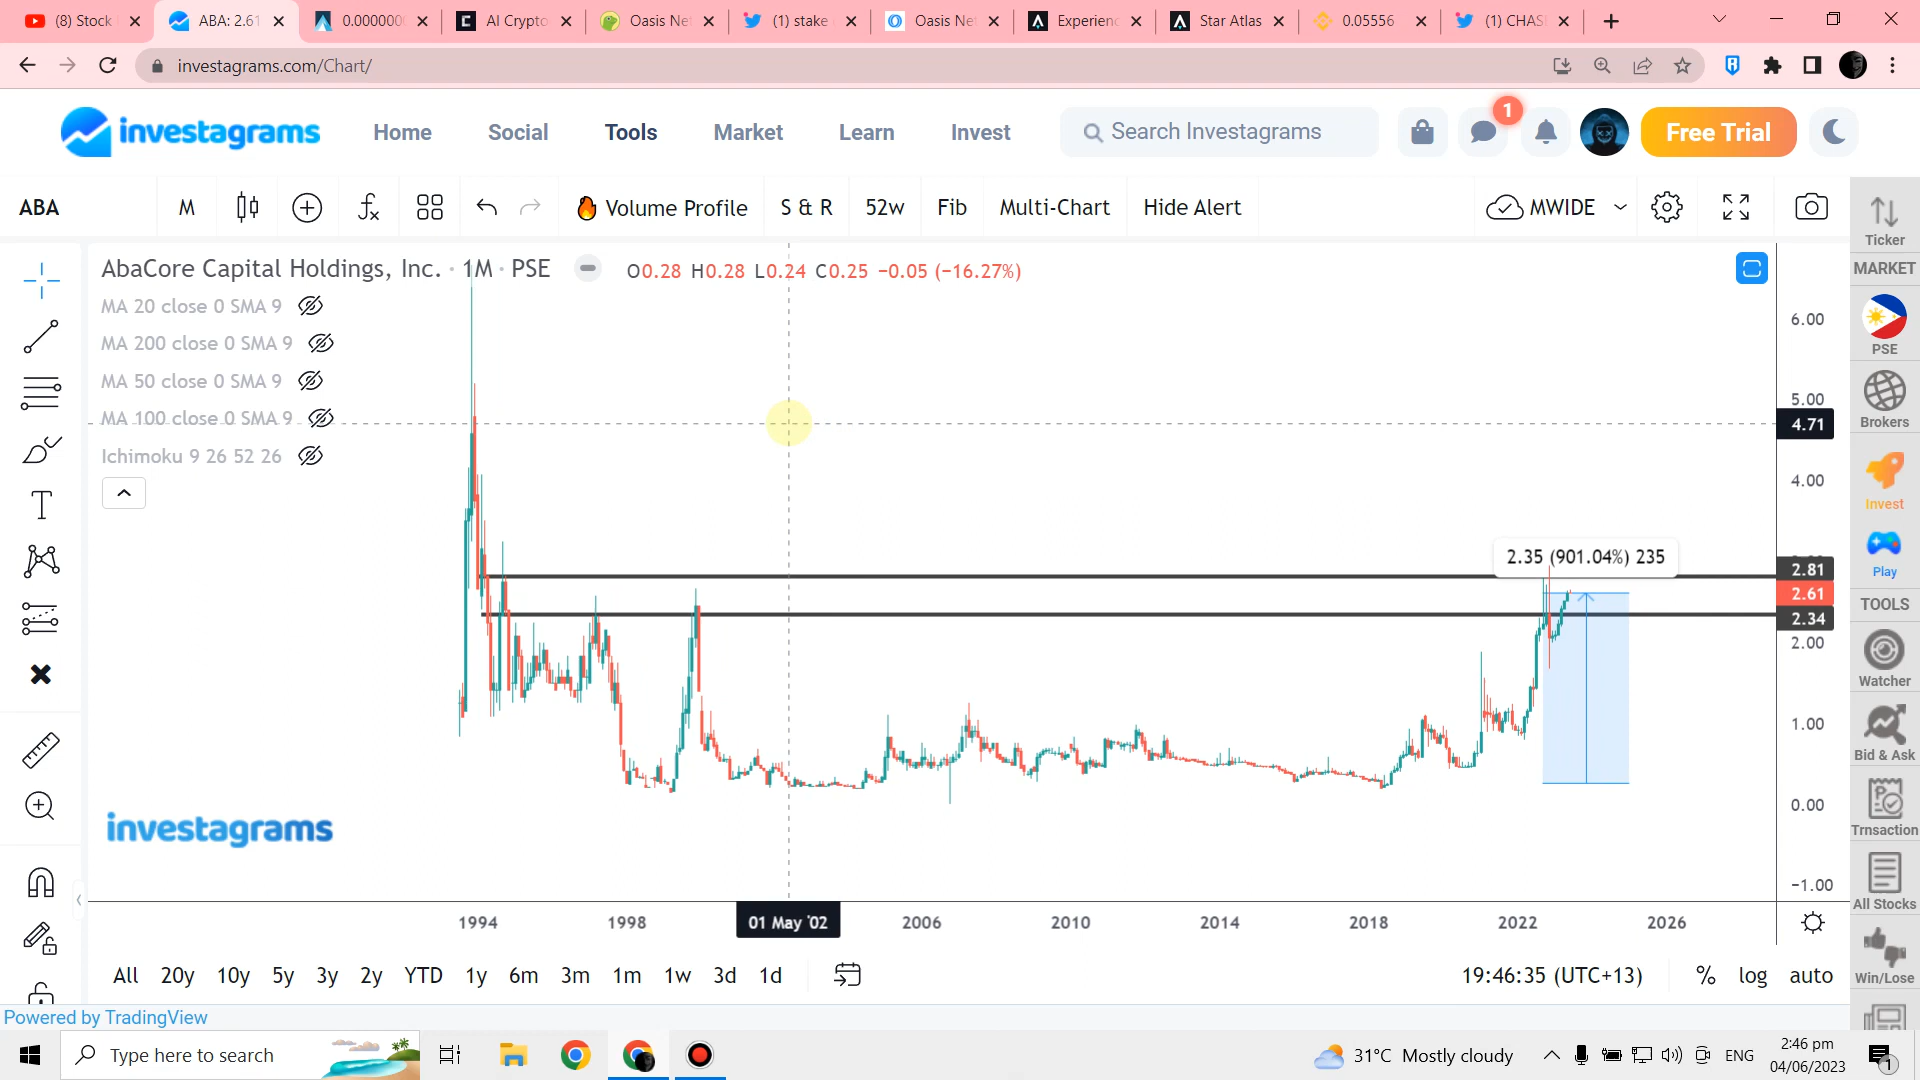 (8) Stock
ABA: 2.61
0.0000000
AI Crypto
Oasis Net
(1) stake
Oasis Net
Experienc
Star Atlas
0.05556
(1) CHAS
investagrams.com/Chart/
investagrams
Home
Social
Tools
Market
Learn
Invest
Search Investagrams
1
Free Trial
ABA
M
Volume Profile
S & R
52w
Fib
Multi-Chart
Hide Alert
MWIDE
AbaCore Capital Holdings, Inc. · 1M · PSE
O0.28 H0.28 L0.24 C0.25 −0.05 (−16.27%)
MA 20 close 0 SMA 9
MA 200 close 0 SMA 9
MA 50 close 0 SMA 9
MA 100 close 0 SMA 9
Ichimoku 9 26 52 26
2.35 (901.04%) 235
6.00
5.00
4.71
4.00
2.81
2.61
2.34
2.00
1.00
0.00
−1.00
investagrams
1994
1998
01 May '02
2006
2010
2014
2018
2022
2026
All
20y
10y
5y
3y
2y
YTD
1y
6m
3m
1m
1w
3d
1d
19:46:35 (UTC+13)
%
log
auto
Ticker
MARKET
PSE
Brokers
Invest
Play
TOOLS
Watcher
Bid & Ask
Trnsaction
All Stocks
Win/Lose
Powered by TradingView
Type here to search
31°C Mostly cloudy
ENG
2:46 pm
04/06/2023
1